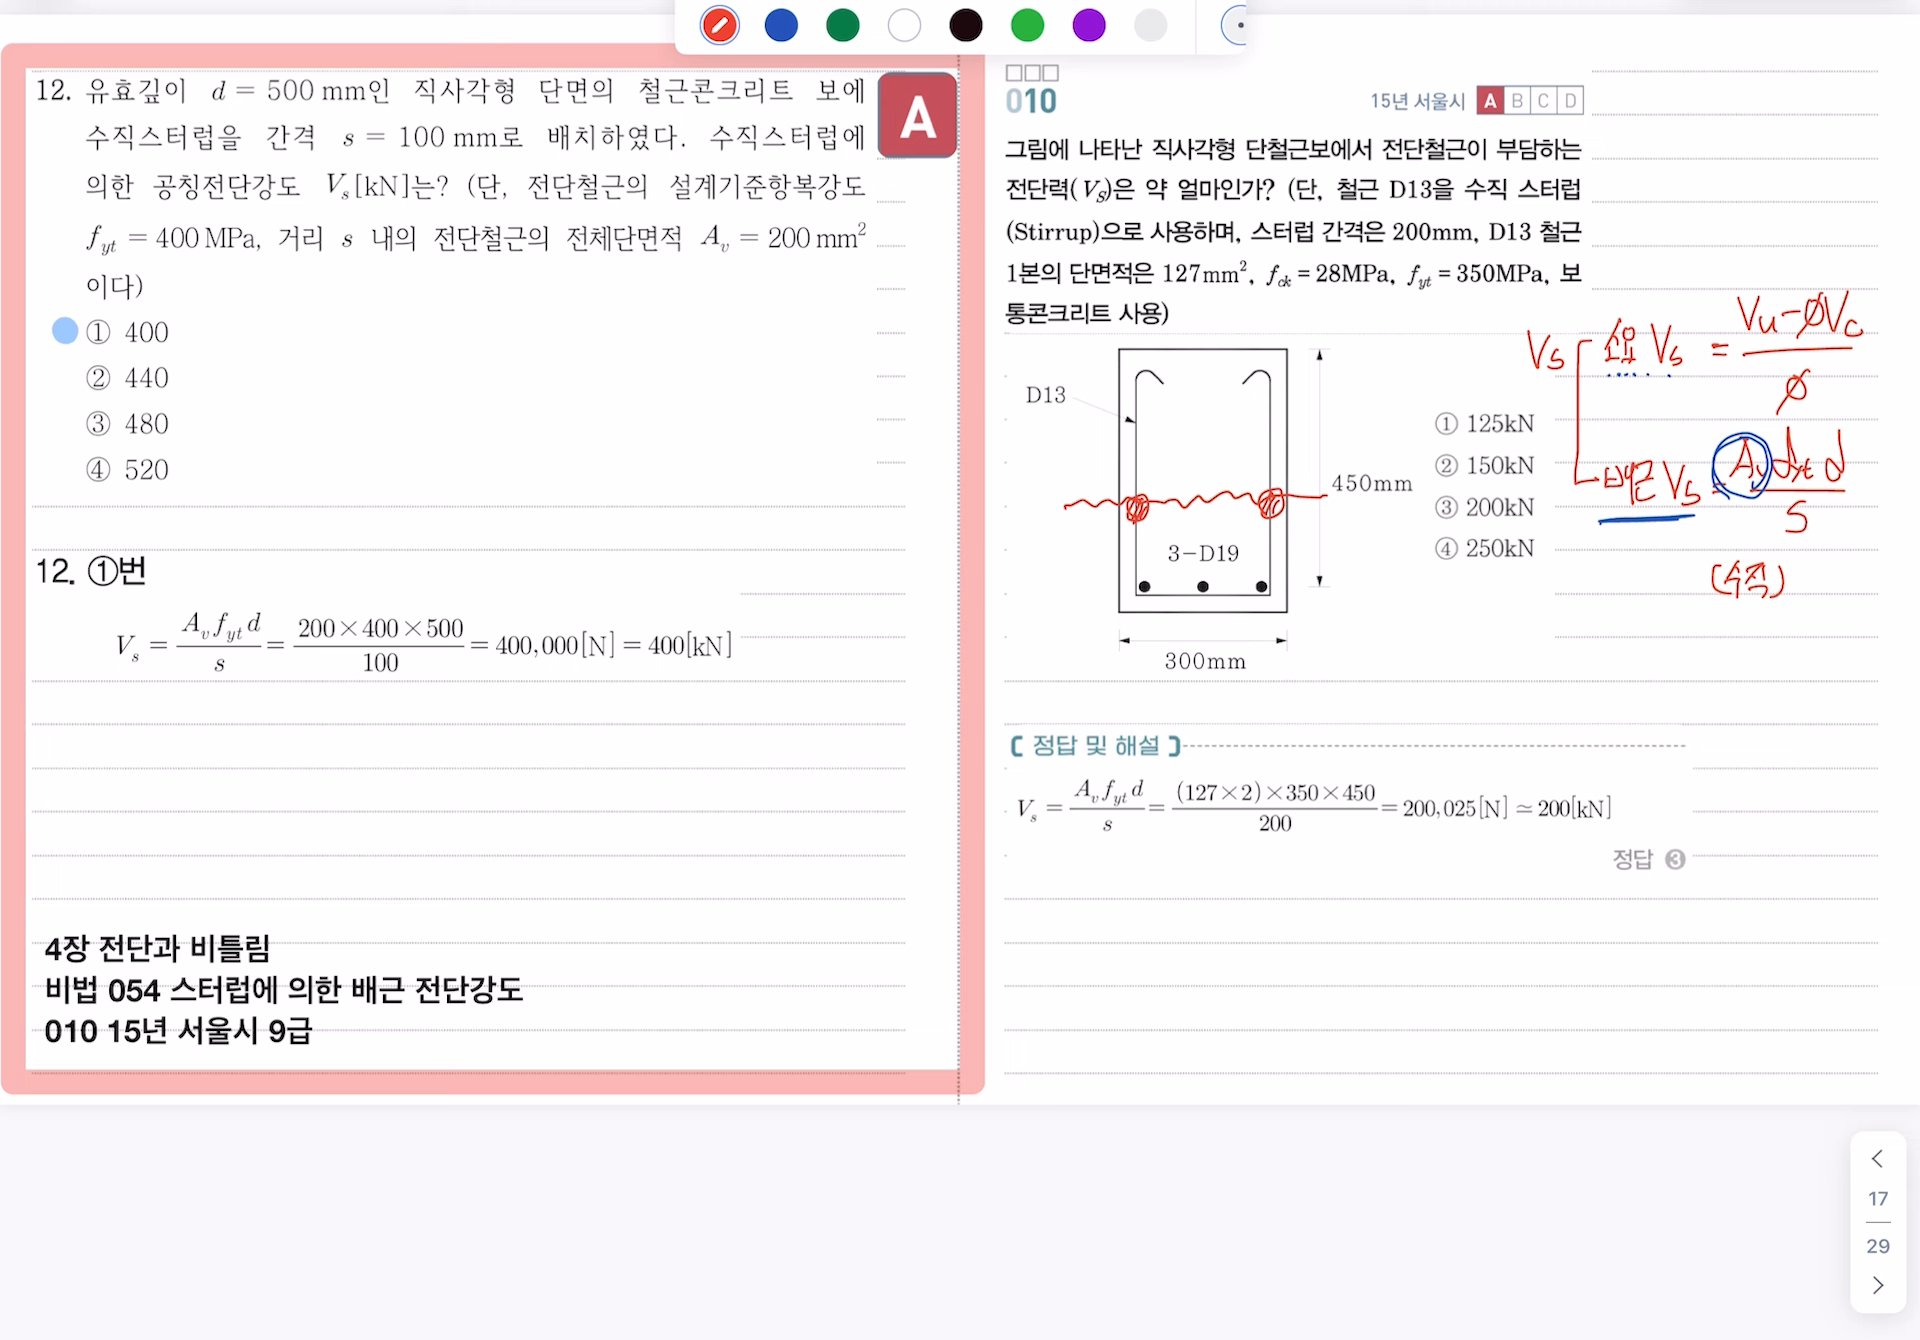 12. 유효깊이 d = 500 mm인 직사각형 단면의 철근콘크리트 보에
수직스터럽을 간격 s = 100 mm로 배치하였다. 수직스터럽에
의한 공칭전단강도 Vs[kN]는? (단, 전단철근의 설계기준항복강도
fyt = 400 MPa, 거리 s 내의 전단철근의 전체단면적 Av = 200 mm²
이다)
① 400
② 440
③ 480
④ 520
A
12. ①번
Vs = Av fyt d / s = 200×400×500 / 100 = 400,000[N] = 400[kN]
4장 전단과 비틀림
비법 054 스터럽에 의한 배근 전단강도
010 15년 서울시 9급
010
15년 서울시 A B C D
그림에 나타난 직사각형 단철근보에서 전단철근이 부담하는
전단력(Vs)은 약 얼마인가? (단, 철근 D13을 수직 스터럽
(Stirrup)으로 사용하며, 스터럽 간격은 200mm, D13 철근
1본의 단면적은 127mm², fck = 28MPa, fyt = 350MPa, 보
통콘크리트 사용)
D13
3-D19
450mm
300mm
① 125kN
② 150kN
③ 200kN
④ 250kN
Vs 소요 Vs = Vu-øVc / ø
배근 Vs = Av fyt d / s
(수직)
정답 및 해설
Vs = Av fyt d / s = (127×2)×350×450 / 200 = 200,025[N] ≃ 200[kN]
정답 ③
17
29